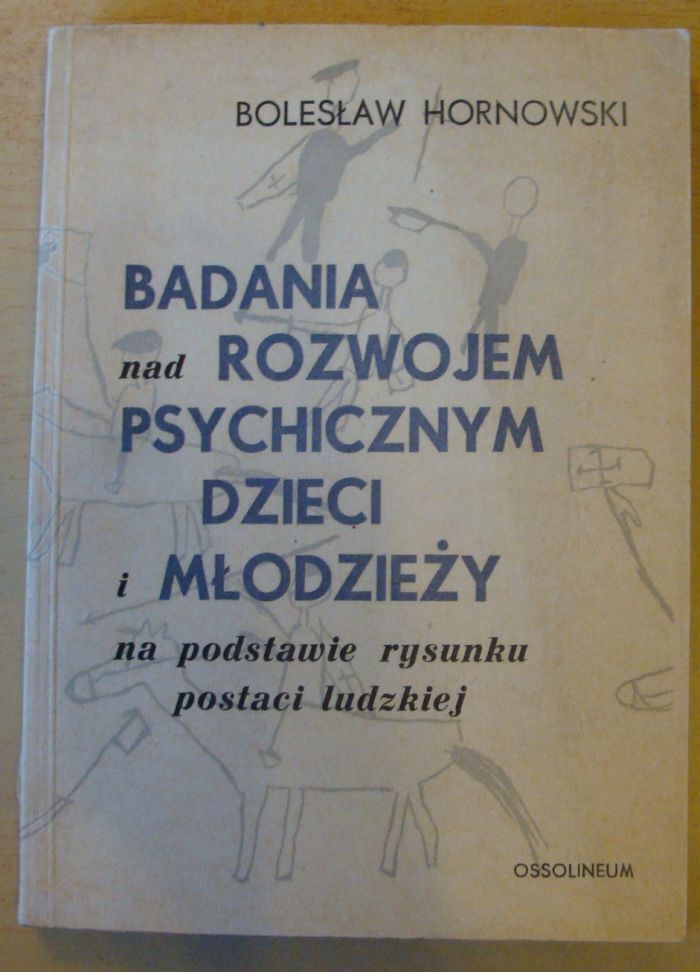 BOLESŁAW HORNOWSKI
BADANIA
nad ROZWOJEM
PSYCHICZNYM
DZIECI
i MŁODZIEŻY
na podstawie rysunku
postaci ludzkiej
OSSOLINEUM